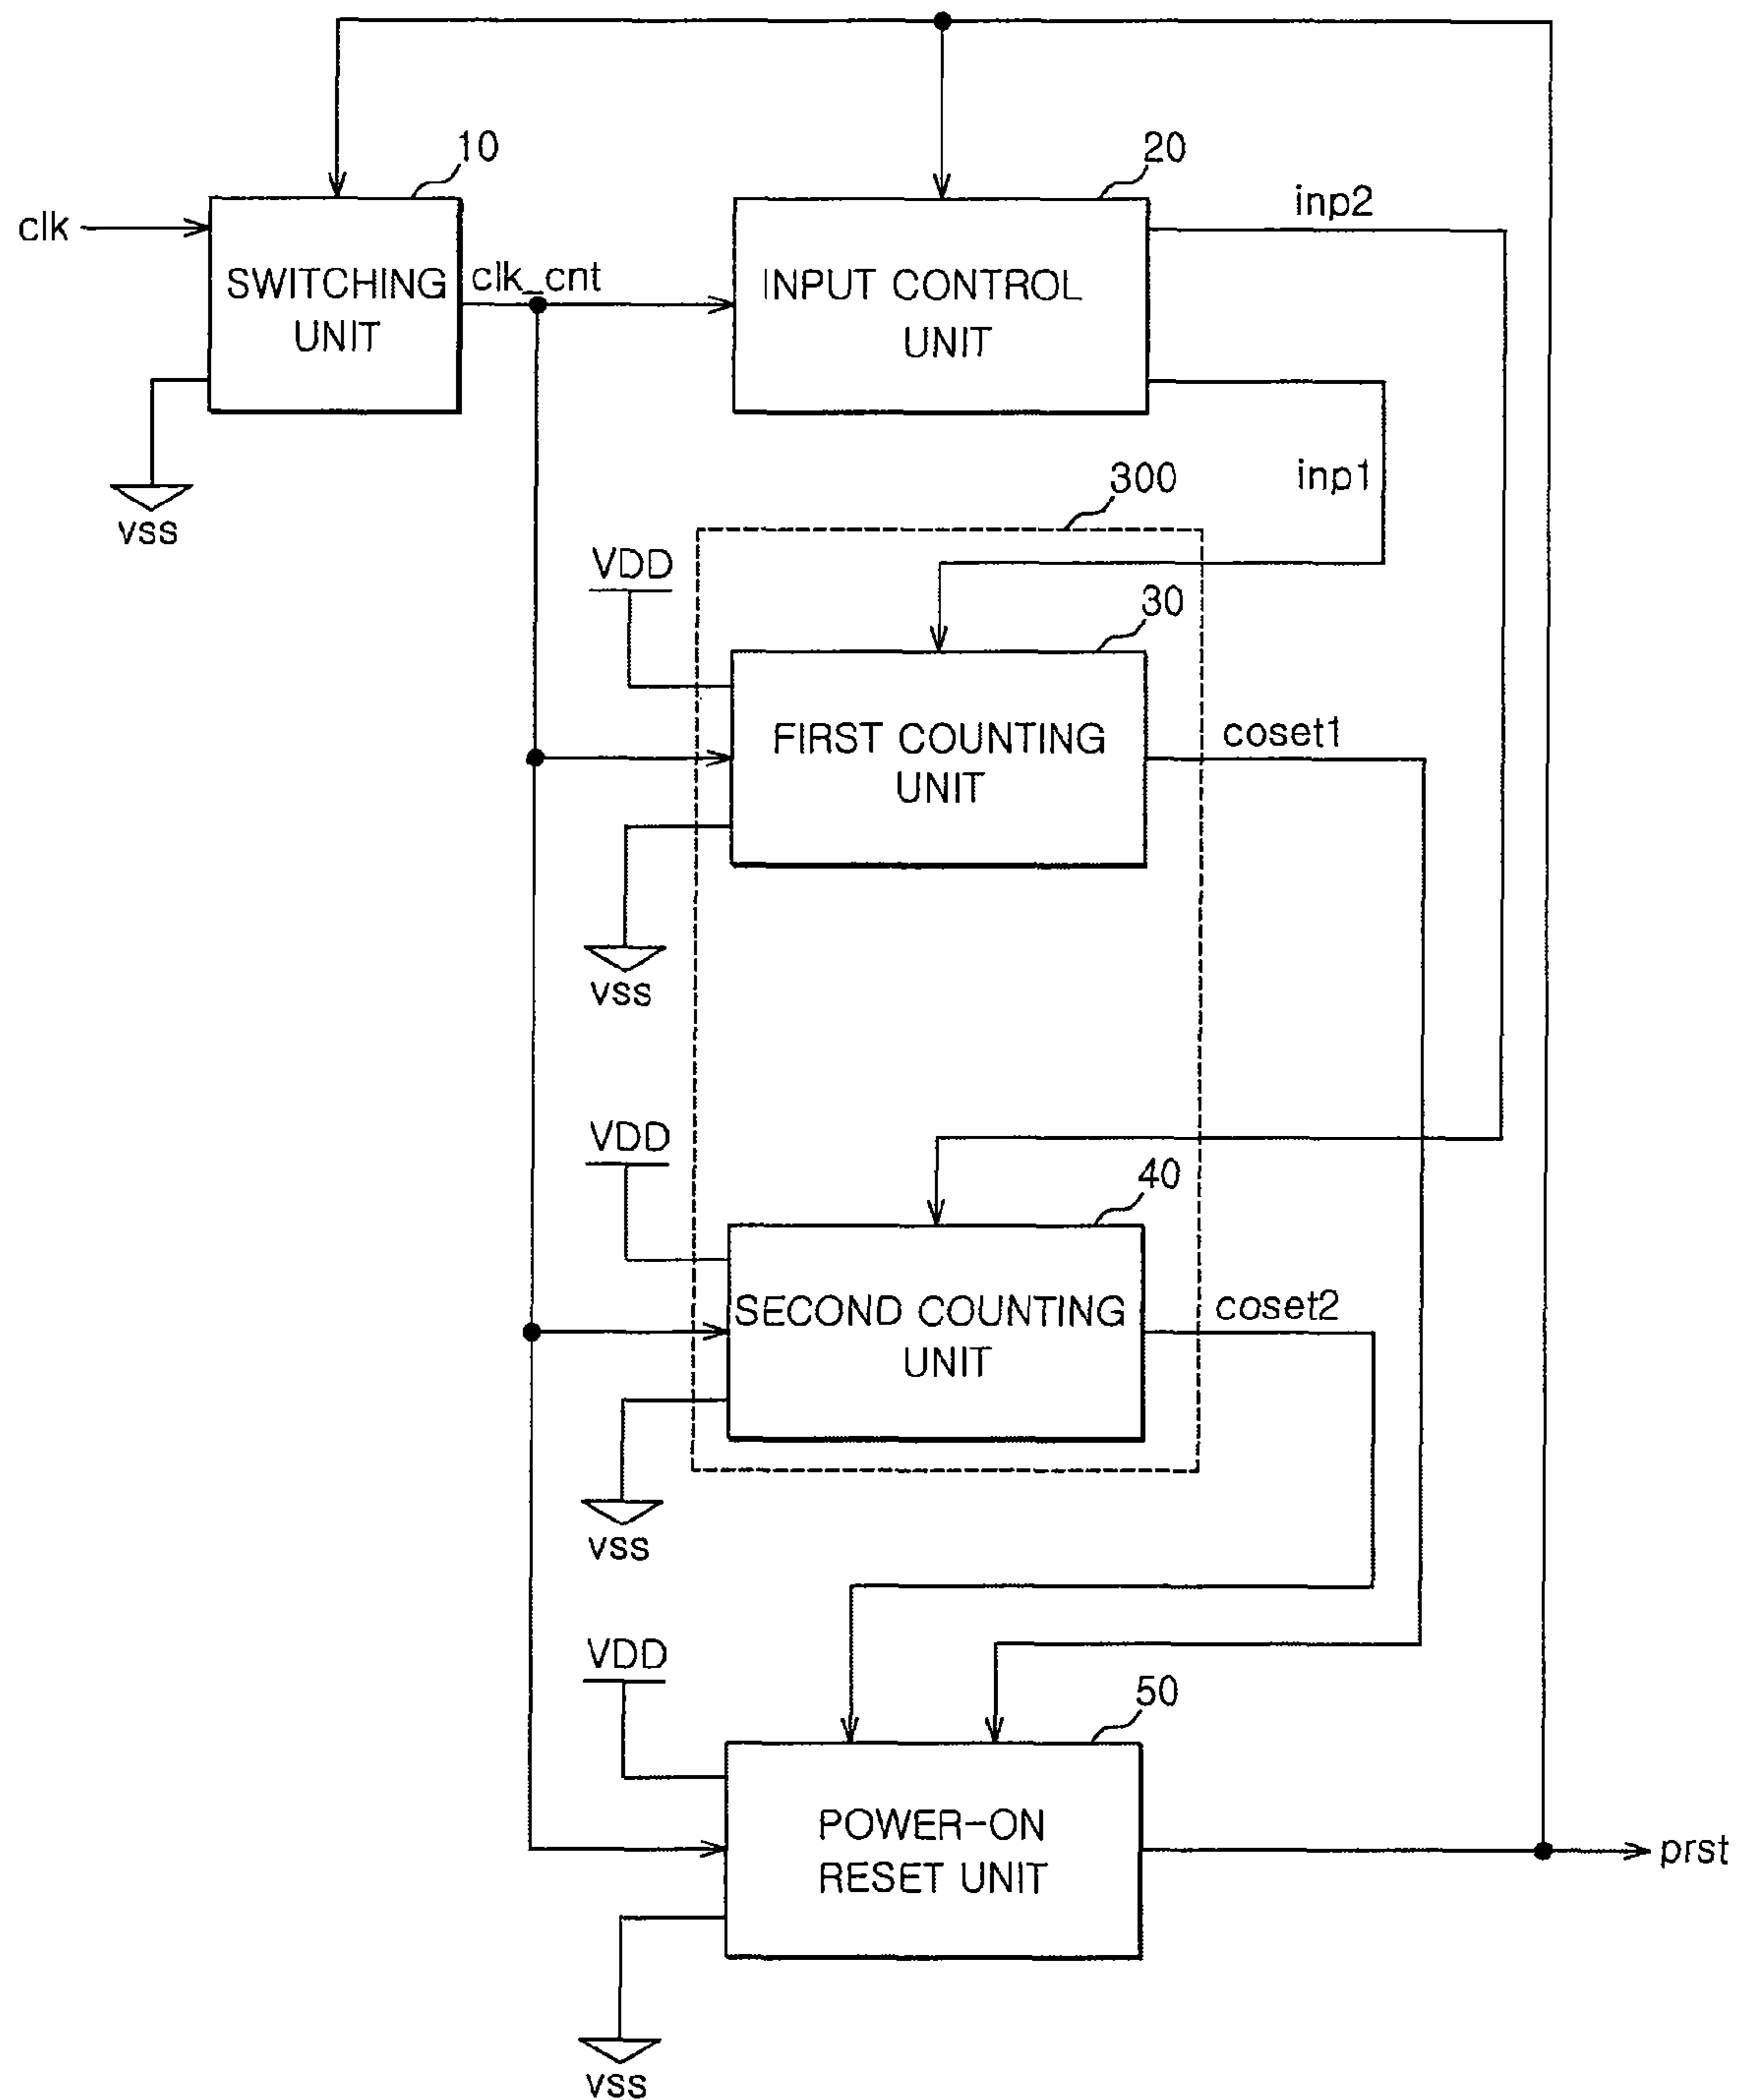 10
20
clk
inp2
SWITCHING
UNIT
clk_cnt
INPUT CONTROL
UNIT
vss
300
inp1
VDD
30
FIRST COUNTING
UNIT
coset1
vss
VDD
40
SECOND COUNTING
UNIT
coset2
vss
VDD
50
POWER-ON
RESET UNIT
prst
vss